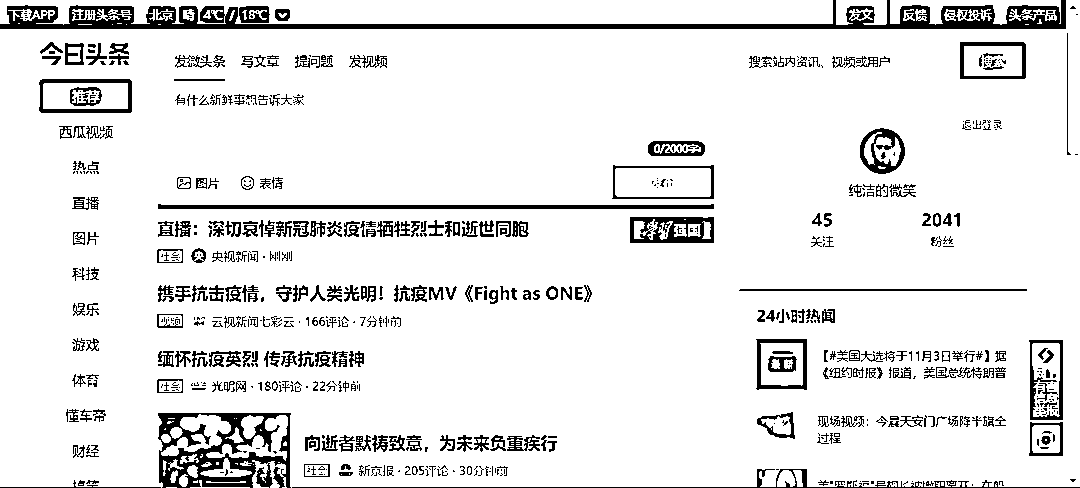 下载APP 注册头条号 北京 晴 4℃ / 18℃
发文 反馈 侵权投诉 头条产品
今日头条
推荐
西瓜视频
热点
直播
图片
科技
娱乐
游戏
体育
懂车帝
财经
搞笑
发微头条 写文章 提问题 发视频
有什么新鲜事想告诉大家
0/2000字
图片 表情 发布
直播：深切哀悼新冠肺炎疫情牺牲烈士和逝世同胞
社会 央视新闻 · 刚刚
携手抗击疫情，守护人类光明！抗疫MV《Fight as ONE》
视频 云视新闻七彩云 · 166评论 · 7分钟前
缅怀抗疫英烈 传承抗疫精神
社会 光明网 · 180评论 · 22分钟前
向逝者默祷致意，为未来负重疾行
社会 新京报 · 205评论 · 30分钟前
学习强国
搜索站内资讯、视频或用户 搜索
退出登录
纯洁的微笑
45 2041
关注 粉丝
24小时热闻
【#美国大选将于11月3日举行#】据
《纽约时报》报道，美国总统特朗普
现场视频：今晨天安门广场降半旗全
过程
有害信息举报